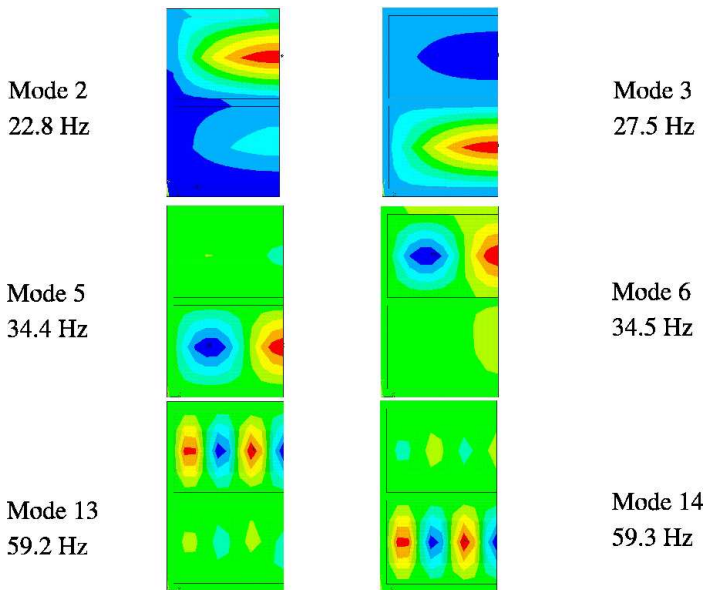 Mode 2
22.8 Hz
Mode 3
27.5 Hz
Mode 5
34.4 Hz
Mode 6
34.5 Hz
Mode 13
59.2 Hz
Mode 14
59.3 Hz